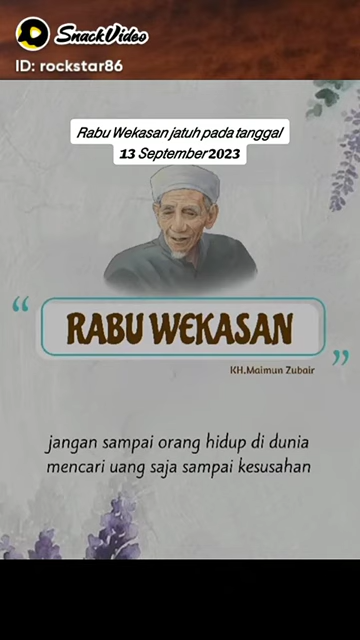 SnackVideo
ID: rockstar86
Rabu Wekasan jatuh pada tanggal
13 September 2023
“
RABU WEKASAN
”
KH.Maimun Zubair
jangan sampai orang hidup di dunia
mencari uang saja sampai kesusahan